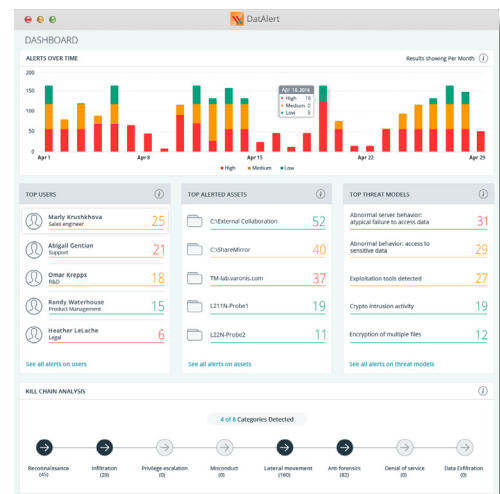 DatAlert
DASHBOARD
ALERTS OVER TIME
Results showing Per Month
200
150
100
50
0
Apr 18, 2016
High 18
Medium 0
Low 8
Apr 1
Apr 8
Apr 15
Apr 22
Apr 29
High Medium Low
TOP USERS
Marly Krushkhova
Sales engineer
25
Abigail Gentian
Support
21
Omar Krepps
R&D
18
Randy Waterhouse
Product Management
15
Heather LeLache
Legal
6
See all alerts on users
TOP ALERTED ASSETS
C:\External Collaboration
52
C:\ShareMirror
40
TM-lab.varonis.com
37
L211N-Probe1
19
L22N-Probe2
11
See all alerts on assets
TOP THREAT MODELS
Abnormal server behavior:
atypical failure to access data
31
Abnormal behavior: access to
sensitive data
29
Exploitation tools detected
27
Crypto intrusion activity
19
Encryption of multiple files
12
See all alerts on threat models
KILL CHAIN ANALYSIS
4 of 8 Categories Detected
Reconnaissance
(45)
Infiltration
(29)
Privilege escalation
(0)
Misconduct
(0)
Lateral movement
(160)
Anti forensics
(82)
Denial of service
(0)
Data Exfiltration
(0)